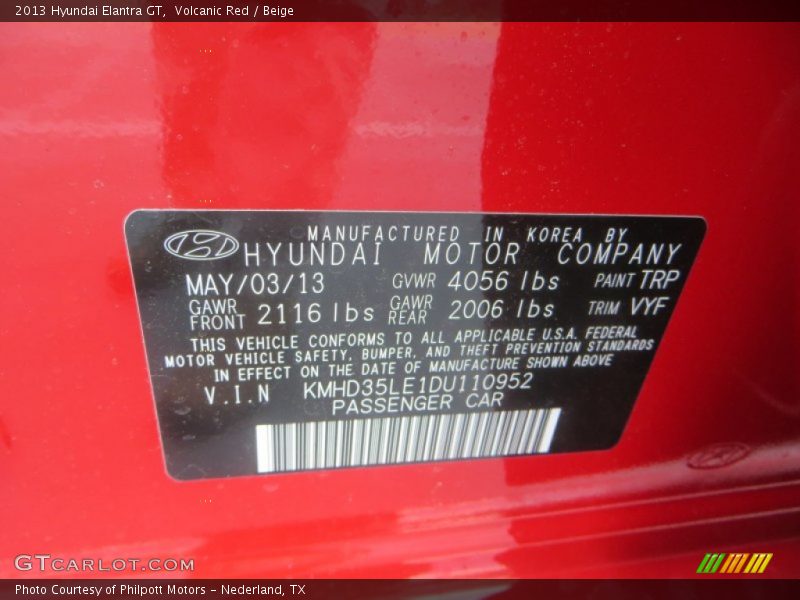 2013 Hyundai Elantra GT, Volcanic Red / Beige
MANUFACTURED IN KOREA BY
HYUNDAI MOTOR COMPANY
MAY/03/13 GVWR 4056 lbs PAINT TRP
GAWR FRONT 2116 lbs GAWR REAR 2006 lbs TRIM VYF
THIS VEHICLE CONFORMS TO ALL APPLICABLE U.S.A. FEDERAL
MOTOR VEHICLE SAFETY, BUMPER, AND THEFT PREVENTION STANDARDS
IN EFFECT ON THE DATE OF MANUFACTURE SHOWN ABOVE
V.I.N KMHD35LE1DU110952
PASSENGER CAR
GTCARLOT.COM
Photo Courtesy of Philpott Motors - Nederland, TX